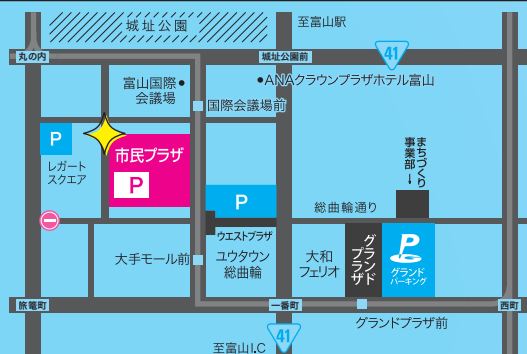 城址公園
至富山駅
丸の内
城址公園前
41
富山国際
会議場
ANAクラウンプラザホテル富山
国際会議場前
P
レガート
スクエア
市民プラザ
P
まちづくり
事業部→
P
総曲輪通り
ウエストプラザ
ユウタウン
総曲輪
大手モール前
大和
フェリオ
グランド
プラザ
P
グランド
パーキング
旅籠町
一番町
西町
グランドプラザ前
41
至富山I.C